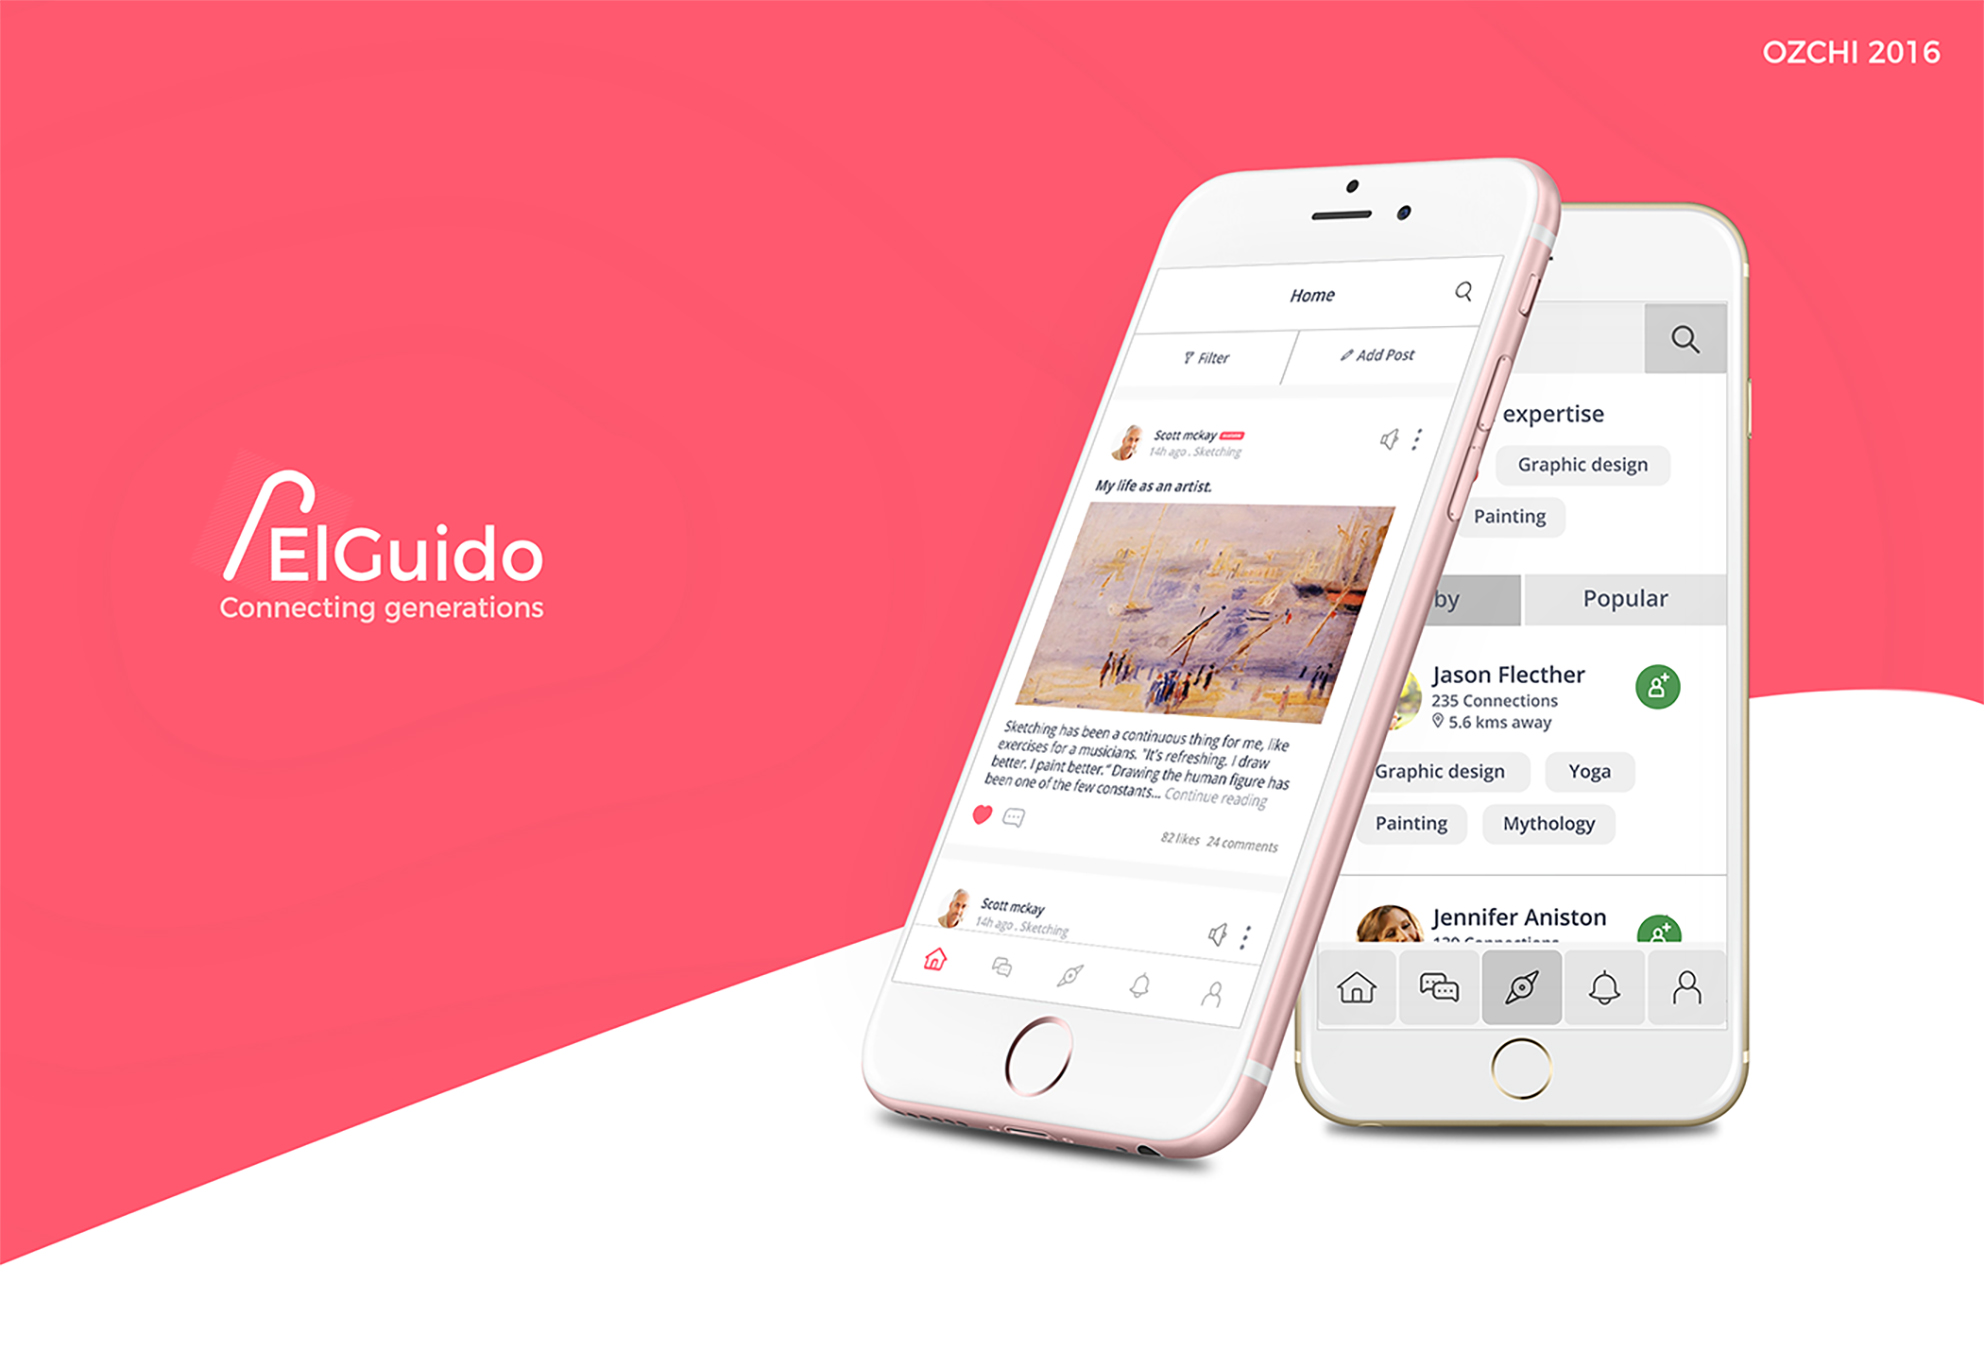 OZCHI 2016
ElGuido
Connecting generations
Home
Filter
Add Post
Scott mckay
14h ago . Sketching
My life as an artist.
Sketching has been a continuous thing for me, like
exercises for a musicians. "It's refreshing. I draw
better. I paint better." Drawing the human figure has
been one of the few constants... Continue reading
82 likes 24 comments
Scott mckay
14h ago . Sketching
expertise
Graphic design
Painting
by
Popular
Jason Flecther
235 Connections
5.6 kms away
Graphic design
Yoga
Painting
Mythology
Jennifer Aniston